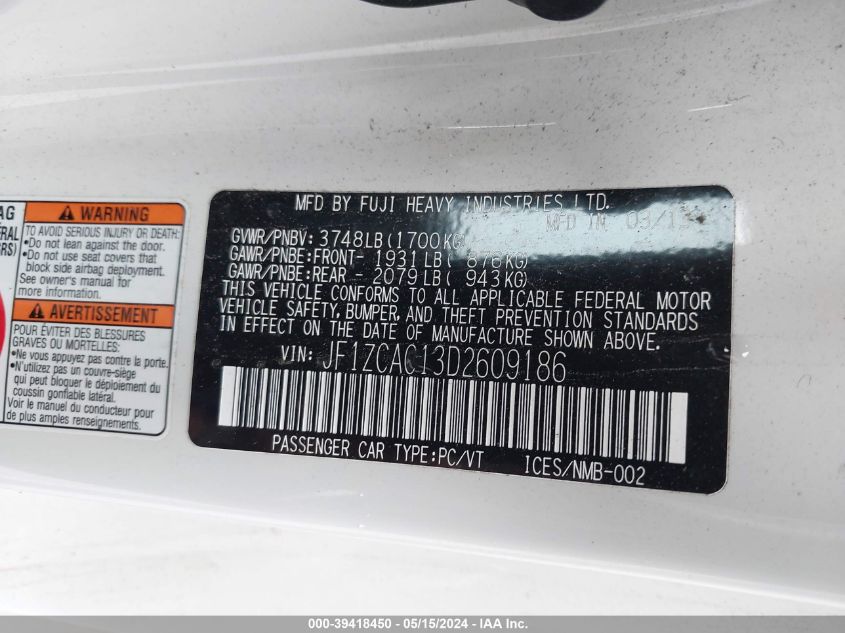 AG
ERAL
RS)
WARNING
TO AVOID SERIOUS INJURY OR DEATH:
•Do not lean against the door.
•Do not use seat covers that
block side airbag deployment.
See owner's manual for
more information.
AVERTISSEMENT
POUR ÉVITER DES BLESSURES
GRAVES OU MORTELLES:
•Ne vous appuyez pas contre la porte.
•N'utilisez pas un couvre-siège
qui peut bloquer le déploiement du
coussin gonflable latéral.
Voir le manuel du conducteur pour
de plus amples renseignements.
MFD BY FUJI HEAVY INDUSTRIES LTD.
MFD IN
GVWR/PNBV: 3748LB(1700KG)
GAWR/PNBE:FRONT- 1931LB( 876KG)
GAWR/PNBE:REAR - 2079LB( 943KG)
THIS VEHICLE CONFORMS TO ALL APPLICABLE FEDERAL MOTOR
VEHICLE SAFETY, BUMPER, AND THEFT PREVENTION STANDARDS
IN EFFECT ON THE DATE OF MANUFACTURE SHOWN ABOVE.
VIN: JF1ZCAC13D2609186
PASSENGER CAR TYPE:PC/VT ICES/NMB-002
000-39418450 - 05/15/2024 - IAA Inc.